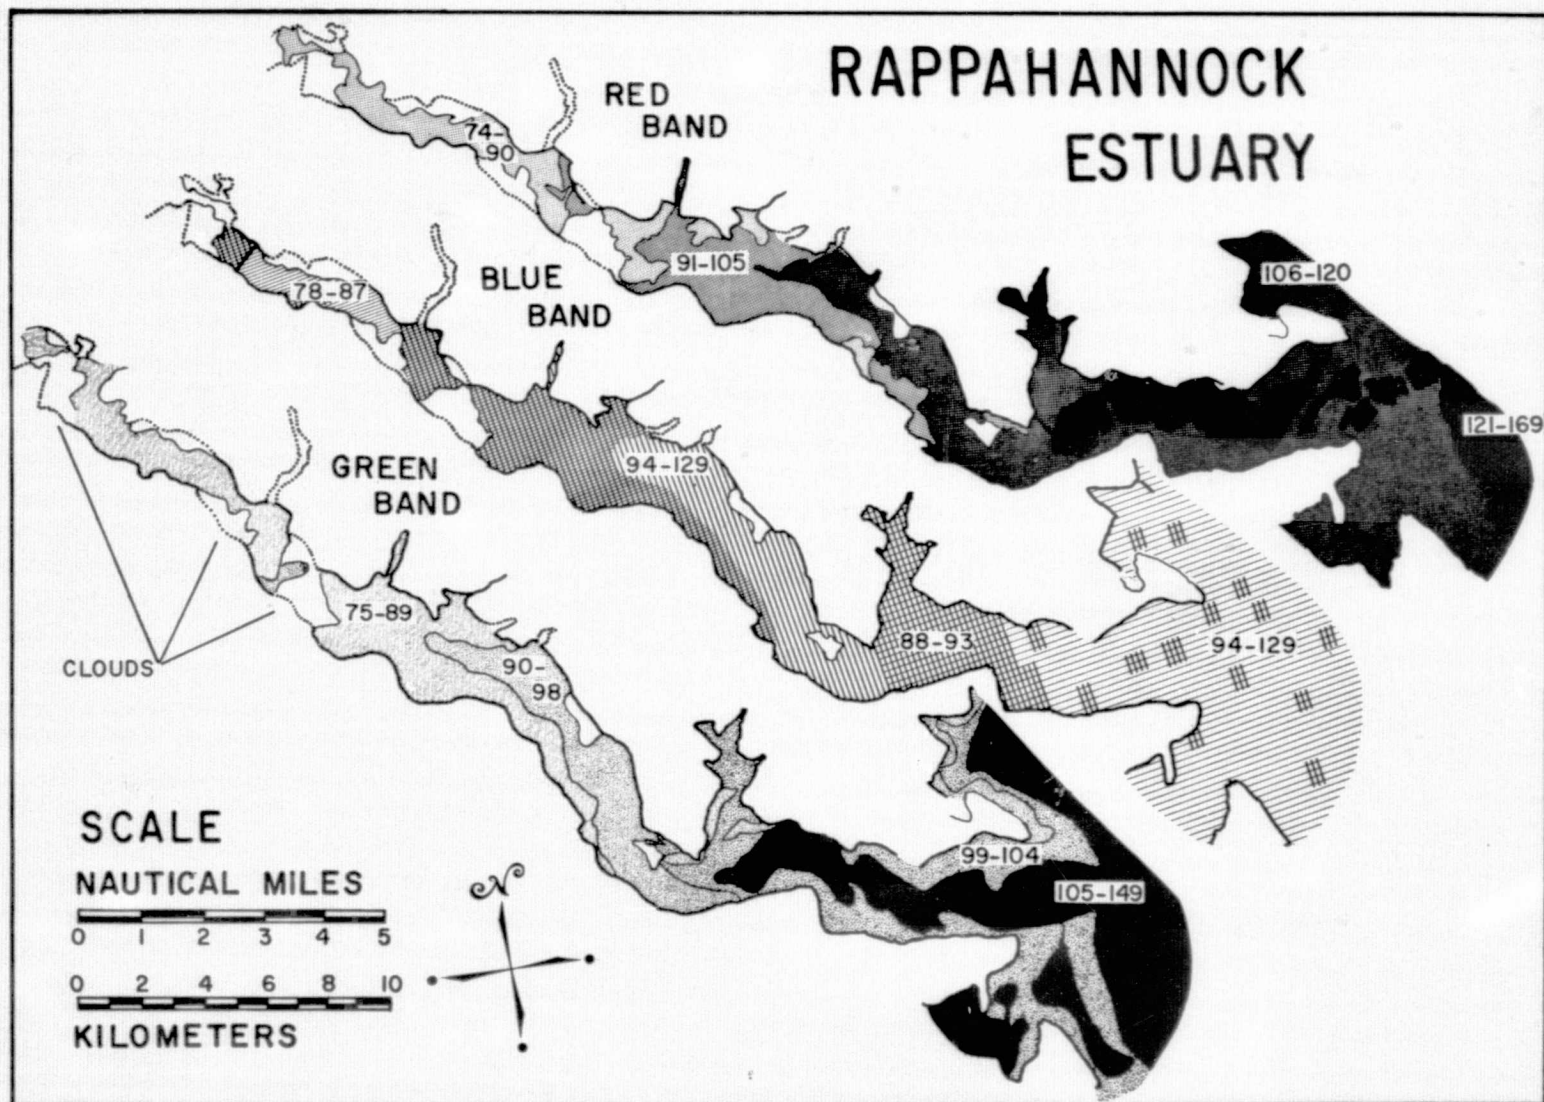 RAPPAHANNOCK
ESTUARY
RED
BAND
74-
90
91-105
106-120
121-169
BLUE
BAND
78-87
94-129
88-93
94-129
GREEN
BAND
75-89
90-
98
99-104
105-149
CLOUDS
SCALE
NAUTICAL MILES
0 1 2 3 4 5
0 2 4 6 8 10
KILOMETERS
N